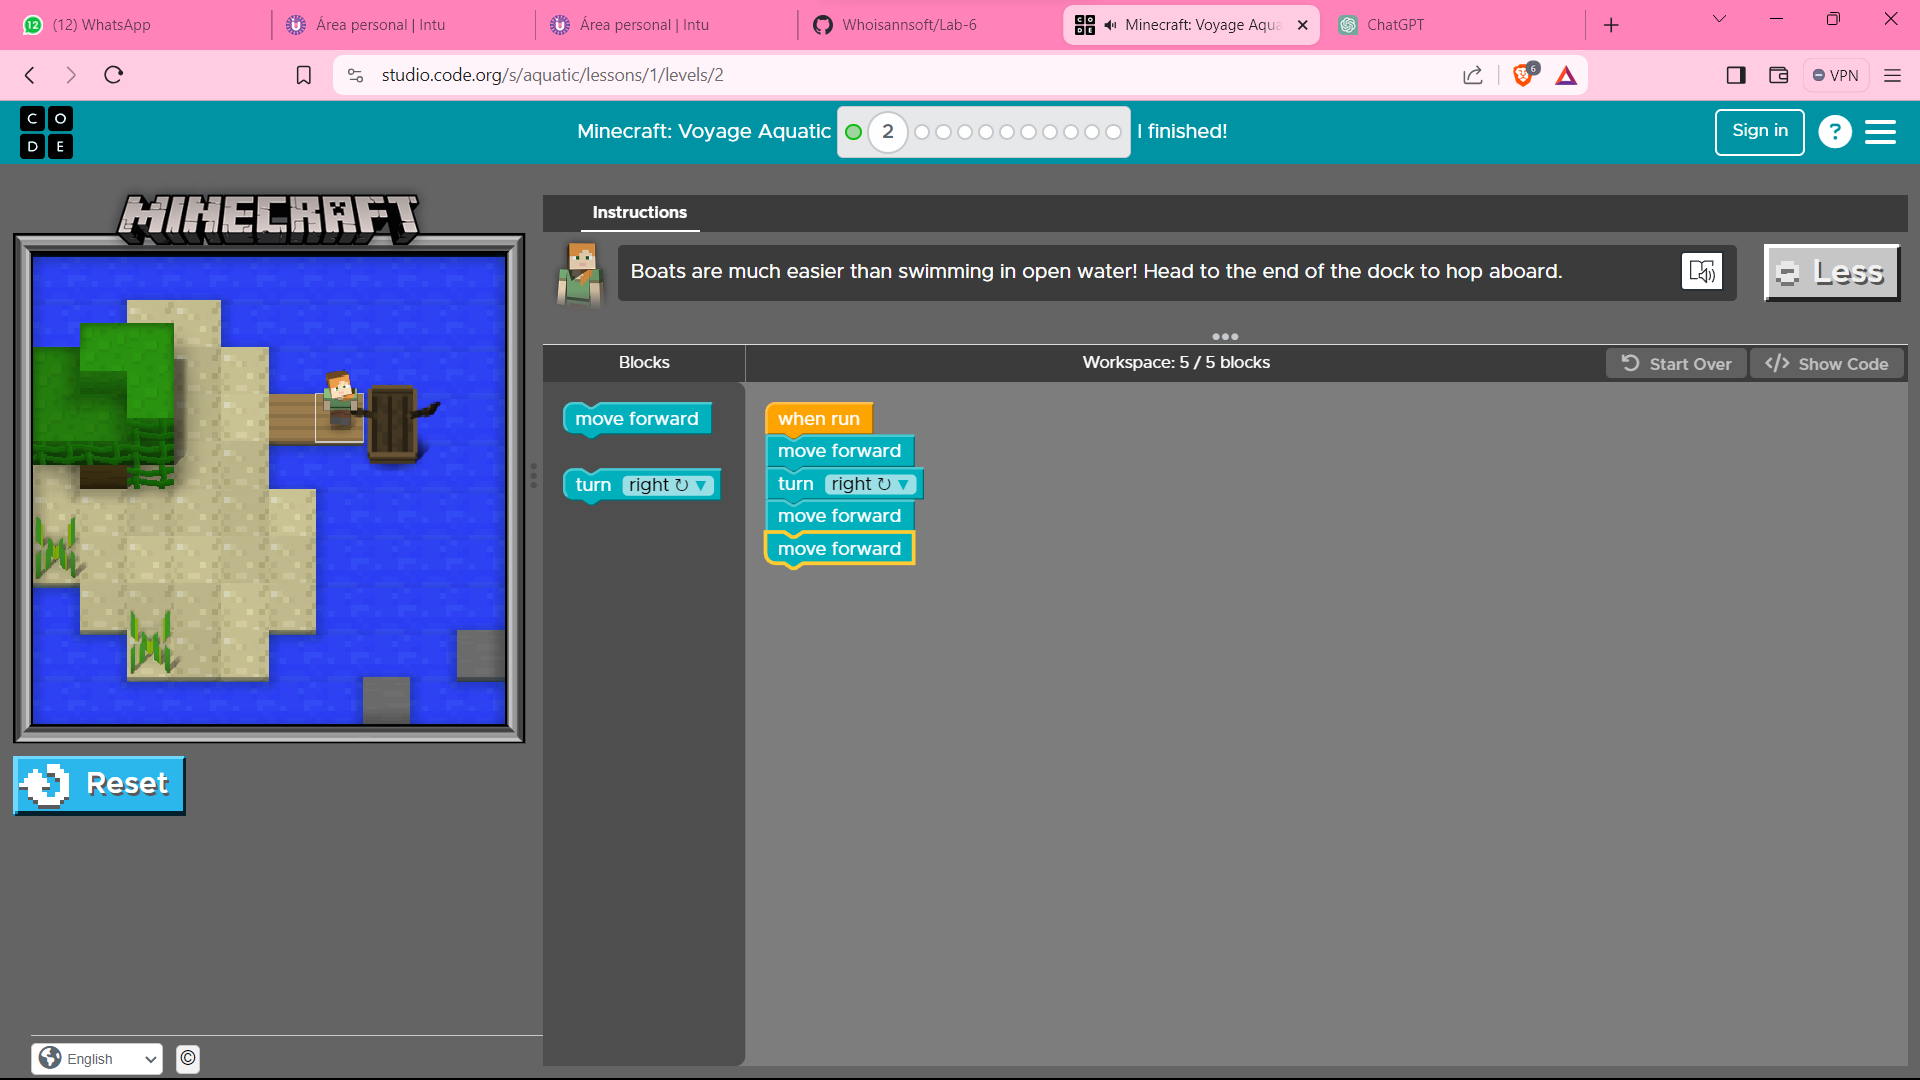 12
(12) WhatsApp
Área personal | Intu
Área personal | Intu
Whoisannsoft/Lab-6
C O
D E
Minecraft: Voyage Aqua
ChatGPT
studio.code.org/s/aquatic/lessons/1/levels/2
6
VPN
C O
D E
Minecraft: Voyage Aquatic
2
I finished!
Sign in
?
MINECRAFT
Instructions
Boats are much easier than swimming in open water! Head to the end of the dock to hop aboard.
Less
Blocks
Workspace: 5 / 5 blocks
Start Over
</> Show Code
move forward
turn right ↻ ▼
when run
move forward
turn right ↻ ▼
move forward
move forward
Reset
English
©